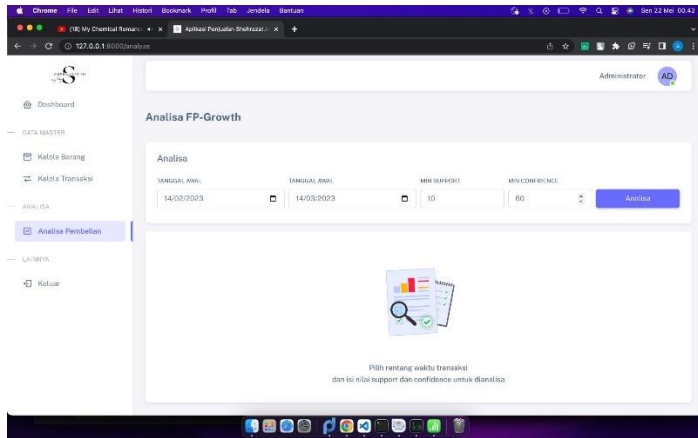 Chrome File Edit Lihat Histori Bookmark Profil Tab Jendela Bantuan Sen 22 Mei 00.42
(18) My Chemical Romance Aplikasi Penjualan Shehrazat
127.0.0.1:8000/analyze
S
Administrator AD
Dashboard
Analisa FP-Growth
DATA MASTER
Kelola Barang
Kelola Transaksi
ANALISA
Analisa Pembelian
LAINNYA
Keluar
Analisa
TANGGAL AWAL TANGGAL AWAL MIN SUPPORT MIN CONFIDENCE
14/02/2023 14/03/2023 10 60 Analisa
Pilih rentang waktu transaksi
dan isi nilai support dan confidence untuk dianalisa